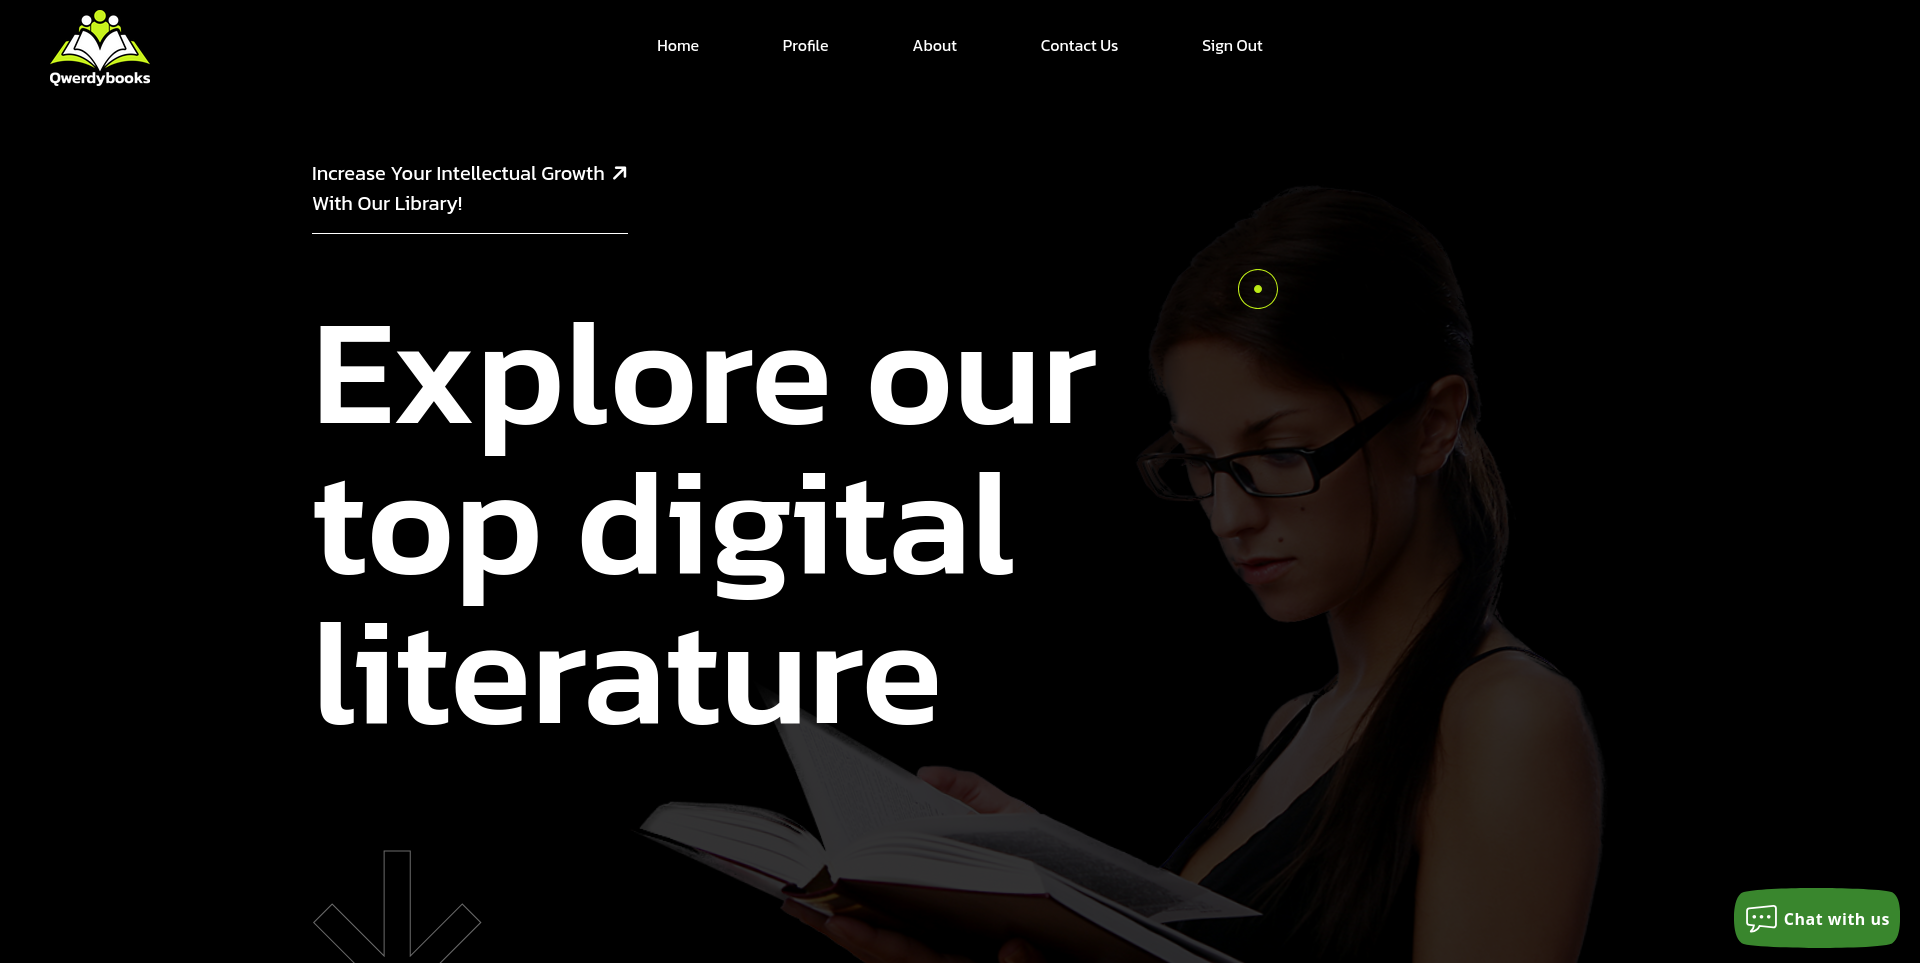 Qwerdybooks
Home
Profile
About
Contact Us
Sign Out
Increase Your Intellectual Growth
With Our Library!
Explore our
top digital
literature
Chat with us